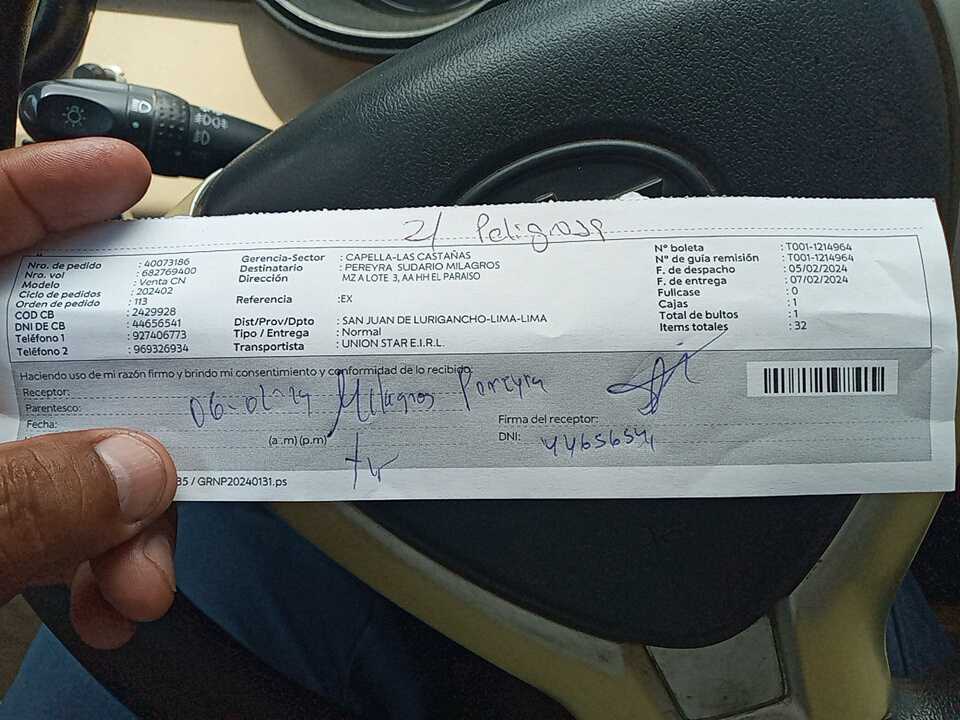 2/ Peligrosa
Nro. de pedido : 40073186
Nro. vol : 682769400
Modelo : Venta CN
Ciclo de pedidos : 202402
Orden de pedido : 113
COD CB : 2429928
DNI DE CB : 44656541
Teléfono 1 : 927406773
Teléfono 2 : 969326934
Gerencia-Sector : CAPELLA-LAS CASTAÑAS
Destinatario : PEREYRA SUDARIO MILAGROS
Dirección MZ A LOTE 3, AA HH EL PARAISO
Referencia :EX
Dist/Prov/Dpto : SAN JUAN DE LURIGANCHO-LIMA-LIMA
Tipo / Entrega : Normal
Transportista : UNION STAR E.I.R.L.
N° boleta : T001-1214964
N° de guía remisión : T001-1214964
F. de despacho : 05/02/2024
F. de entrega : 07/02/2024
Fullcase : 0
Cajas : 1
Total de bultos : 1
Items totales : 32
Haciendo uso de mi razón firmo y brindo mi consentimiento y conformidad de lo recibido:
Receptor: Milagros Pereyra
Parentesco:
Fecha: 06-02-24
(a.m) (p.m)
Tr
Firma del receptor:
DNI: 44656541
85 / GRNP20240131.ps